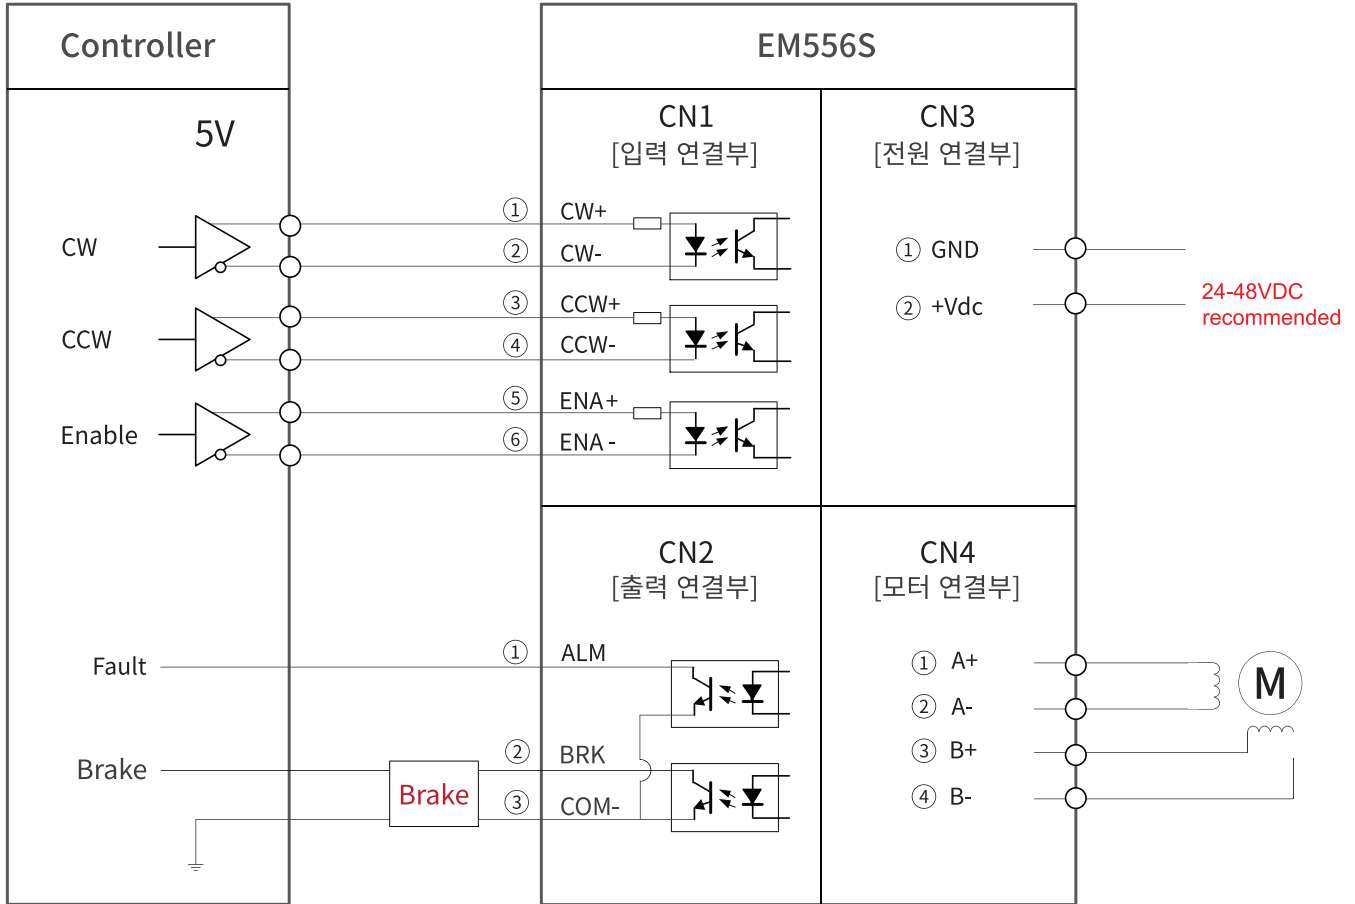 Controller
EM556S
5V
CN1
[입력 연결부]
CN3
[전원 연결부]
CW
① CW+
② CW-
CCW
③ CCW+
④ CCW-
Enable
⑤ ENA+
⑥ ENA -
① GND
② +Vdc
24-48VDC
recommended
CN2
[출력 연결부]
CN4
[모터 연결부]
Fault
① ALM
Brake
Brake
② BRK
③ COM-
① A+
② A-
③ B+
④ B-
M